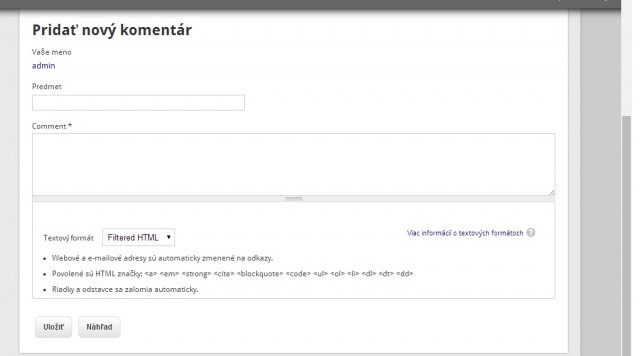 Pridať nový komentár
Vaše meno
admin
Predmet
Comment *
Textový formát Filtered HTML Viac informácií o textových formátoch ?
Webové a e-mailové adresy sú automaticky zmenené na odkazy.
Povolené sú HTML značky: <a> <em> <strong> <cite> <blockquote> <code> <ul> <ol> <li> <dl> <dt> <dd>
Riadky a odstavce sa zalomia automaticky.
Uložiť Náhľad